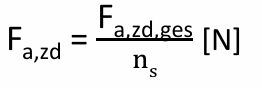 F_a,zd = F_a,zd,ges / n_s [N]